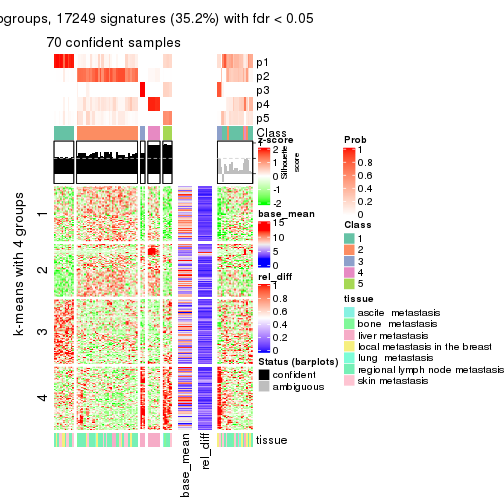 ogroups, 17249 signatures (35.2%) with fdr < 0.05
70 confident samples
p1
p2
p3
p4
p5
Class
Silhouette
score
k-means with 4 groups
1
2
3
4
tissue
base_mean
rel_diff
z-score
2
1
0
-1
-2
base_mean
15
10
5
0
rel_diff
1
0.8
0.6
0.4
0.2
0
Status (barplots)
confident
ambiguous
Prob
1
0.8
0.6
0.4
0.2
0
Class
1
2
3
4
5
tissue
ascite metastasis
bone metastasis
liver metastasis
local metastasis in the breast
lung metastasis
regional lymph node metastasis
skin metastasis